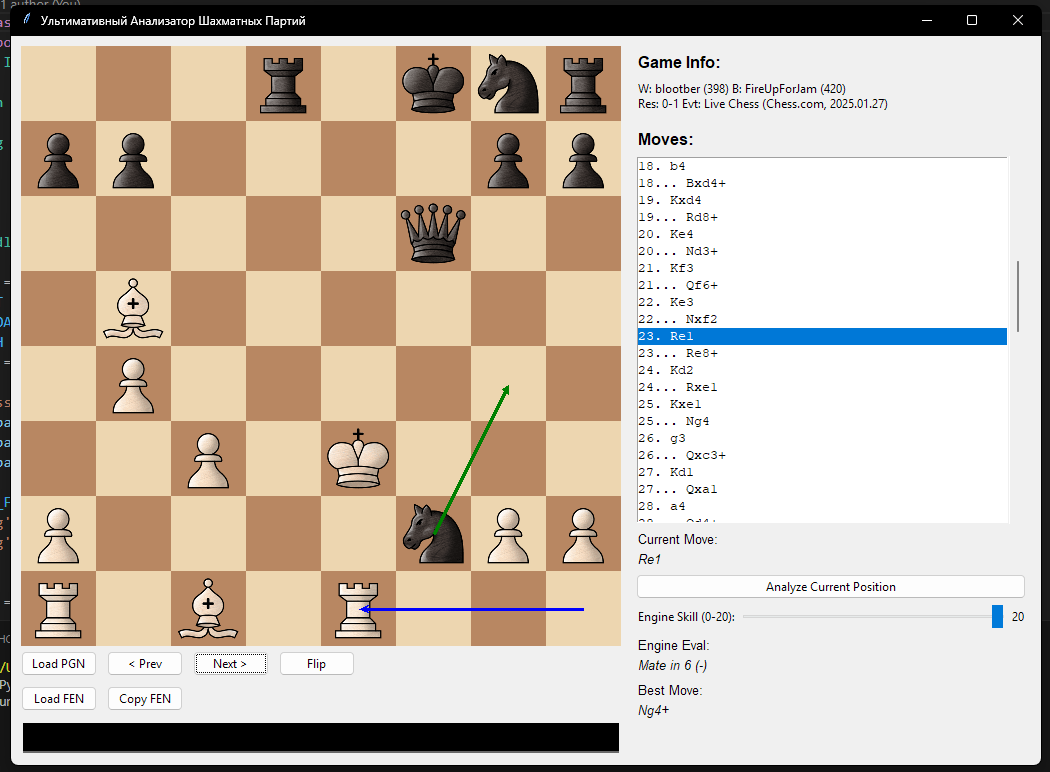 Ультимативный Анализатор Шахматных Партий
Game Info:
W: blootber (398) B: FireUpForJam (420)
Res: 0-1 Evt: Live Chess (Chess.com, 2025.01.27)
Moves:
18. b4
18... Bxd4+
19. Kxd4
19... Rd8+
20. Ke4
20... Nd3+
21. Kf3
21... Qf6+
22. Ke3
22... Nxf2
23. Re1
23... Re8+
24. Kd2
24... Rxe1
25. Kxe1
25... Ng4
26. g3
26... Qxc3+
27. Kd1
27... Qxa1
28. a4
Current Move:
Re1
Analyze Current Position
Engine Skill (0-20): 20
Engine Eval:
Mate in 6 (-)
Best Move:
Ng4+
Load PGN
< Prev
Next >
Flip
Load FEN
Copy FEN